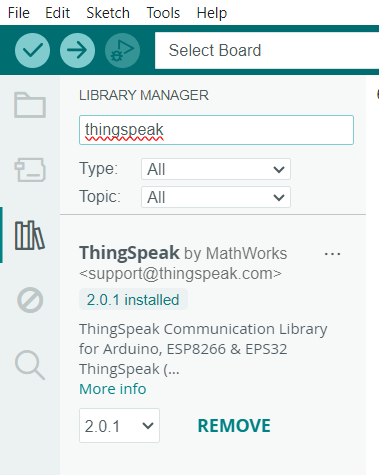 File Edit Sketch Tools Help
Select Board
LIBRARY MANAGER
thingspeak
Type: All
Topic: All
ThingSpeak by MathWorks ...
<support@thingspeak.com>
2.0.1 installed
ThingSpeak Communication Library
for Arduino, ESP8266 & EPS32
ThingSpeak (...
More info
2.0.1 REMOVE